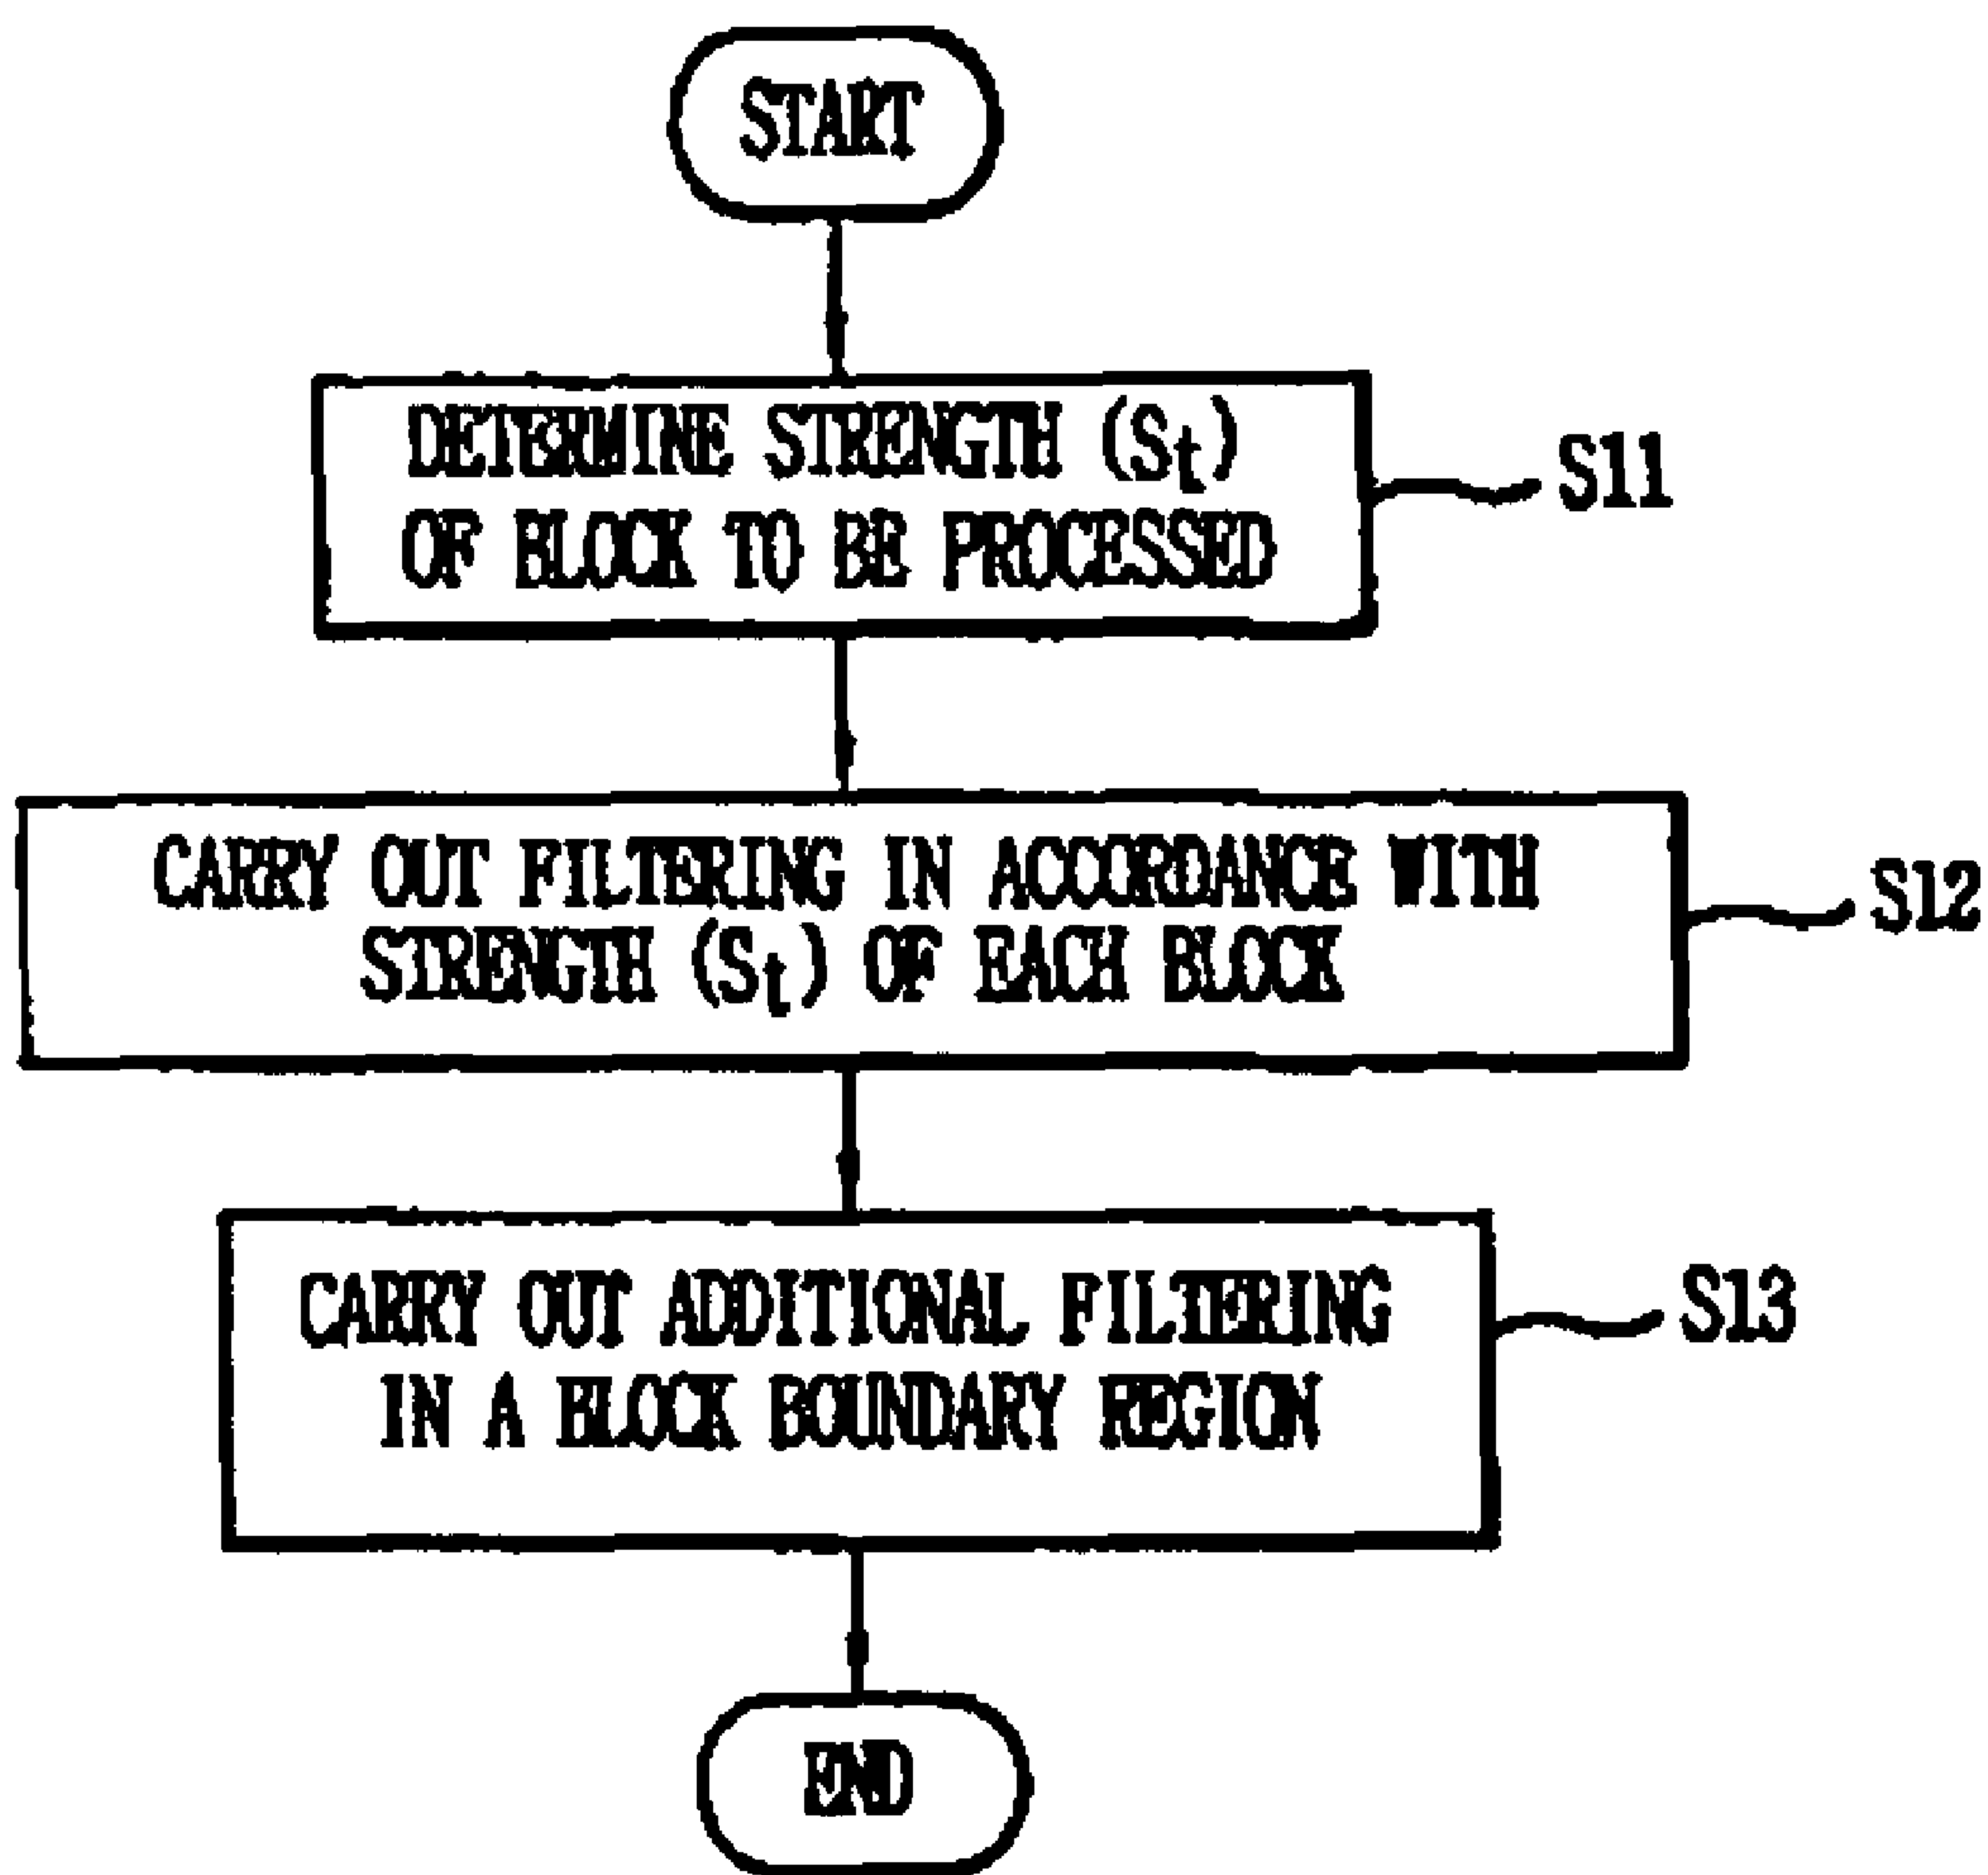 START
DETERMINE STRENGTH (St)
OF BLOCK TO BE PROCESSED
S11
CARRY OUT FILTERING IN ACCORDANCE WITH
STRENGTH (St) OF EACH BLOCK
S12
CARRY OUT ADDITIONAL FILTERING
IN A BLOCK BOUNDARY REGION
S13
END